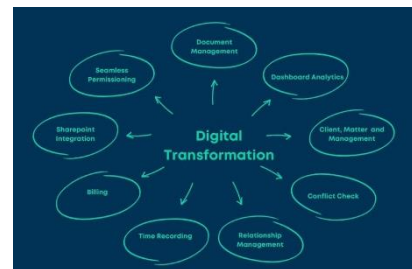 Document
Management
Seamless
Permissioning
Dashboard Analytics
Sharepoint
Integration
Digital
Transformation
Client, Matter and
Management
Billing
Conflict Check
Time Recording
Relationship
Management